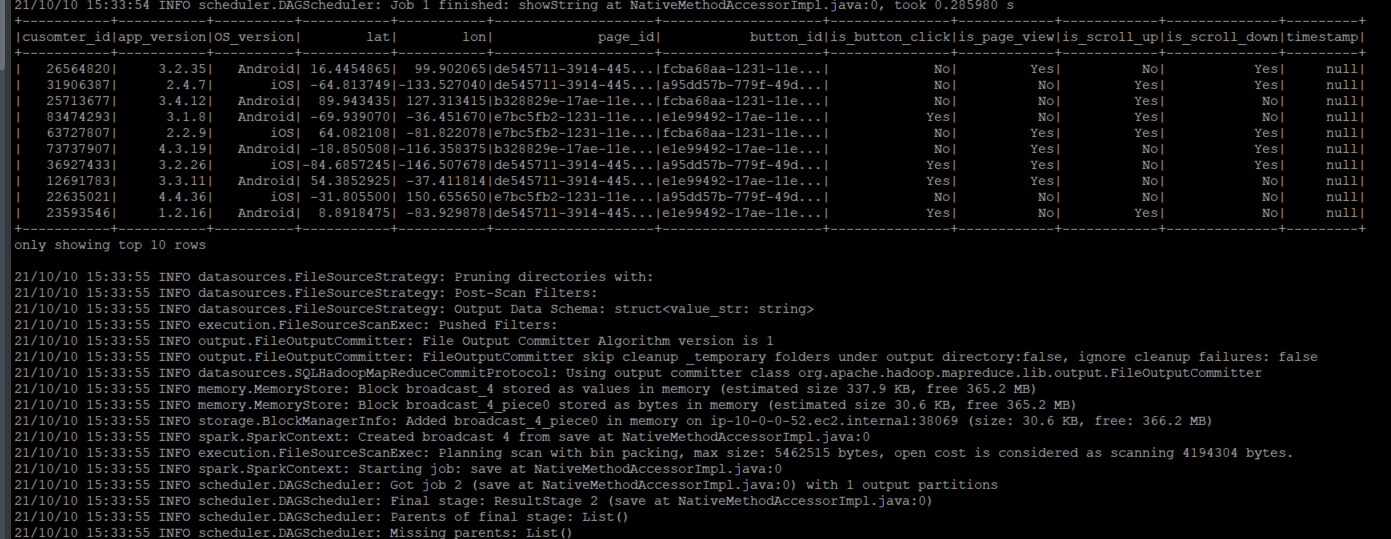 21/10/10 15:33:54 INFO scheduler.DAGScheduler: Job 1 finished: showString at NativeMethodAccessorImpl.java:0, took 0.285980 s
+-----------+-----------+----------+-----------+-----------+--------------------+--------------------+---------------+------------+------------+--------------+---------+
|cusomter_id|app_version|OS_version|        lat|        lon|             page_id|           button_id|is_button_click|is_page_view|is_scroll_up|is_scroll_down|timestamp|
+-----------+-----------+----------+-----------+-----------+--------------------+--------------------+---------------+------------+------------+--------------+---------+
|   26564820|     3.2.35|   Android| 16.4454865|  99.902065|de545711-3914-445...|fcba68aa-1231-11e...|             No|         Yes|          No|           Yes|     null|
|   31906387|      2.4.7|       iOS| -64.813749|-133.527040|de545711-3914-445...|a95dd57b-779f-49d...|             No|          No|         Yes|           Yes|     null|
|   25713677|     3.4.12|   Android|  89.943435| 127.313415|b328829e-17ae-11e...|fcba68aa-1231-11e...|             No|         Yes|         Yes|            No|     null|
|   83474293|      3.1.8|   Android| -69.939070| -36.451670|e7bc5fb2-1231-11e...|e1e99492-17ae-11e...|            Yes|         Yes|          No|           Yes|     null|
|   63727807|      2.2.9|       iOS|  64.082108| -81.822078|e7bc5fb2-1231-11e...|fcba68aa-1231-11e...|             No|         Yes|         Yes|           Yes|     null|
|   73737907|     4.3.19|   Android| -18.850508|-116.358375|b328829e-17ae-11e...|e1e99492-17ae-11e...|             No|         Yes|          No|            No|     null|
|   36927433|     3.2.26|       iOS|-84.6857245|-146.507678|de545711-3914-445...|a95dd57b-779f-49d...|            Yes|         Yes|          No|           Yes|     null|
|   12691783|     3.3.11|   Android| 54.3852925| -37.411814|de545711-3914-445...|e1e99492-17ae-11e...|            Yes|         Yes|          No|            No|     null|
|   22635021|     4.4.36|       iOS| -31.805500| 150.655650|e7bc5fb2-1231-11e...|a95dd57b-779f-49d...|             No|          No|          No|            No|     null|
|   23593546|     1.2.16|   Android|  8.8918475| -83.929878|de545711-3914-445...|e1e99492-17ae-11e...|            Yes|          No|         Yes|            No|     null|
+-----------+-----------+----------+-----------+-----------+--------------------+--------------------+---------------+------------+------------+--------------+---------+
only showing top 10 rows
21/10/10 15:33:55 INFO datasources.FileSourceStrategy: Pruning directories with:
21/10/10 15:33:55 INFO datasources.FileSourceStrategy: Post-Scan Filters:
21/10/10 15:33:55 INFO datasources.FileSourceStrategy: Output Data Schema: struct<value_str: string>
21/10/10 15:33:55 INFO execution.FileSourceScanExec: Pushed Filters:
21/10/10 15:33:55 INFO output.FileOutputCommitter: File Output Committer Algorithm version is 1
21/10/10 15:33:55 INFO output.FileOutputCommitter: FileOutputCommitter skip cleanup _temporary folders under output directory:false, ignore cleanup failures: false
21/10/10 15:33:55 INFO datasources.SQLHadoopMapReduceCommitProtocol: Using output committer class org.apache.hadoop.mapreduce.lib.output.FileOutputCommitter
21/10/10 15:33:55 INFO memory.MemoryStore: Block broadcast_4 stored as values in memory (estimated size 337.9 KB, free 365.2 MB)
21/10/10 15:33:55 INFO memory.MemoryStore: Block broadcast_4_piece0 stored as bytes in memory (estimated size 30.6 KB, free 365.2 MB)
21/10/10 15:33:55 INFO storage.BlockManagerInfo: Added broadcast_4_piece0 in memory on ip-10-0-0-52.ec2.internal:38069 (size: 30.6 KB, free: 366.2 MB)
21/10/10 15:33:55 INFO spark.SparkContext: Created broadcast 4 from save at NativeMethodAccessorImpl.java:0
21/10/10 15:33:55 INFO execution.FileSourceScanExec: Planning scan with bin packing, max size: 5462515 bytes, open cost is considered as scanning 4194304 bytes.
21/10/10 15:33:55 INFO spark.SparkContext: Starting job: save at NativeMethodAccessorImpl.java:0
21/10/10 15:33:55 INFO scheduler.DAGScheduler: Got job 2 (save at NativeMethodAccessorImpl.java:0) with 1 output partitions
21/10/10 15:33:55 INFO scheduler.DAGScheduler: Final stage: ResultStage 2 (save at NativeMethodAccessorImpl.java:0)
21/10/10 15:33:55 INFO scheduler.DAGScheduler: Parents of final stage: List()
21/10/10 15:33:55 INFO scheduler.DAGScheduler: Missing parents: List()